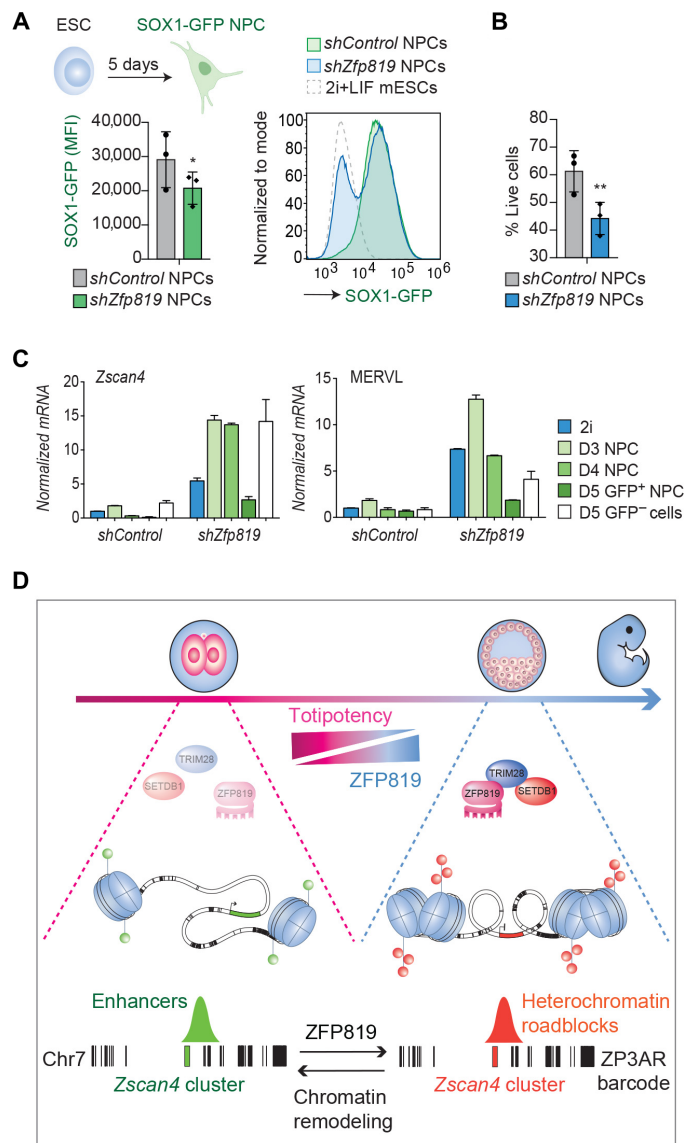 A
ESC
SOX1-GFP NPC
5 days
shControl NPCs
shZfp819 NPCs
2i+LIF mESCs
SOX1-GFP (MFI)
40,000
30,000
20,000
10,000
0
*
shControl NPCs
shZfp819 NPCs
Normalized to mode
100
80
60
40
20
0
10³ 10⁴ 10⁵ 10⁶
SOX1-GFP
B
% Live cells
80
70
60
50
40
30
**
shControl NPCs
shZfp819 NPCs
C
Zscan4
Normalized mRNA
20
15
10
5
0
shControl shZfp819
MERVL
Normalized mRNA
15
10
5
0
shControl shZfp819
2i
D3 NPC
D4 NPC
D5 GFP⁺ NPC
D5 GFP⁻ cells
D
Totipotency
ZFP819
TRIM28
SETDB1
ZFP819
TRIM28
ZFP819
SETDB1
Enhancers
Heterochromatin
roadblocks
ZFP819
Chr7
ZP3AR
barcode
Zscan4 cluster
Chromatin
remodeling
Zscan4 cluster